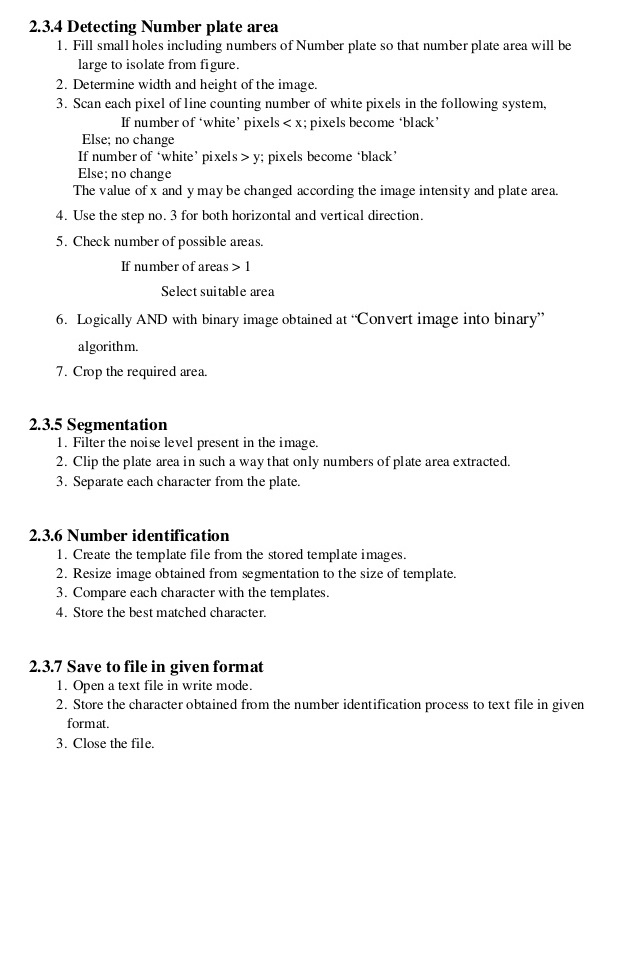 2.3.4 Detecting Number plate area
1. Fill small holes including numbers of Number plate so that number plate area will be
large to isolate from figure.
2. Determine width and height of the image.
3. Scan each pixel of line counting number of white pixels in the following system,
If number of ‘white’ pixels < x; pixels become ‘black’
Else; no change
If number of ‘white’ pixels > y; pixels become ‘black’
Else; no change
The value of x and y may be changed according the image intensity and plate area.
4. Use the step no. 3 for both horizontal and vertical direction.
5. Check number of possible areas.
If number of areas > 1
Select suitable area
6. Logically AND with binary image obtained at “Convert image into binary”
algorithm.
7. Crop the required area.
2.3.5 Segmentation
1. Filter the noise level present in the image.
2. Clip the plate area in such a way that only numbers of plate area extracted.
3. Separate each character from the plate.
2.3.6 Number identification
1. Create the template file from the stored template images.
2. Resize image obtained from segmentation to the size of template.
3. Compare each character with the templates.
4. Store the best matched character.
2.3.7 Save to file in given format
1. Open a text file in write mode.
2. Store the character obtained from the number identification process to text file in given
format.
3. Close the file.